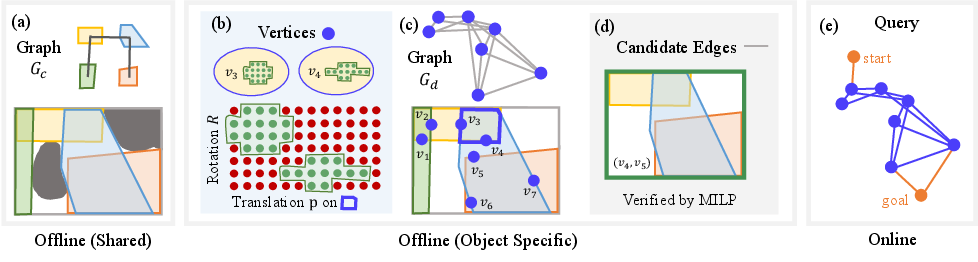 (a)
Graph
G_c
Offline (Shared)
(b)
Vertices
v_3
v_4
Rotation R
Translation p on
(c)
Graph
G_d
v_2
v_3
v_1
v_4
v_5
v_7
v_6
(d)
Candidate Edges
(v_4, v_5)
Verified by MILP
Offline (Object Specific)
(e)
Query
start
goal
Online